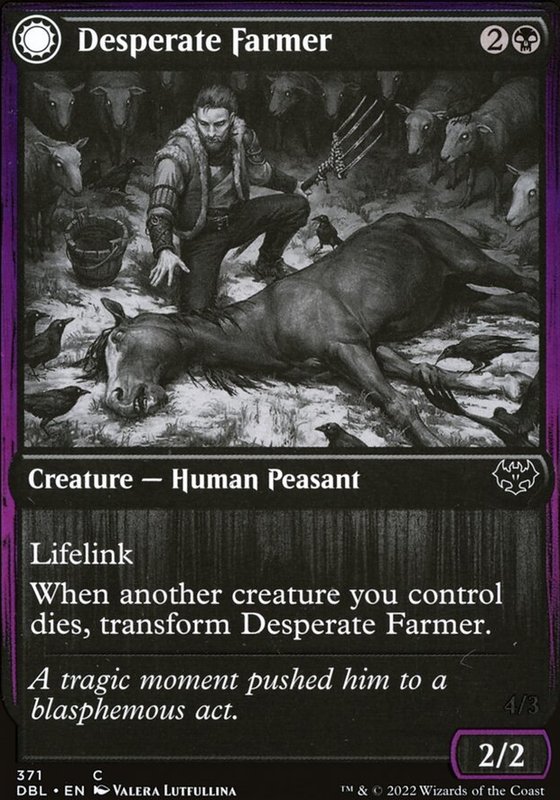 Desperate Farmer 2
Creature — Human Peasant
Lifelink
When another creature you control
dies, transform Desperate Farmer.
A tragic moment pushed him to a
blasphemous act.
4/3
2/2
371 C
DBL • EN VALERA LUTFULLINA
™ & © 2022 Wizards of the Coast